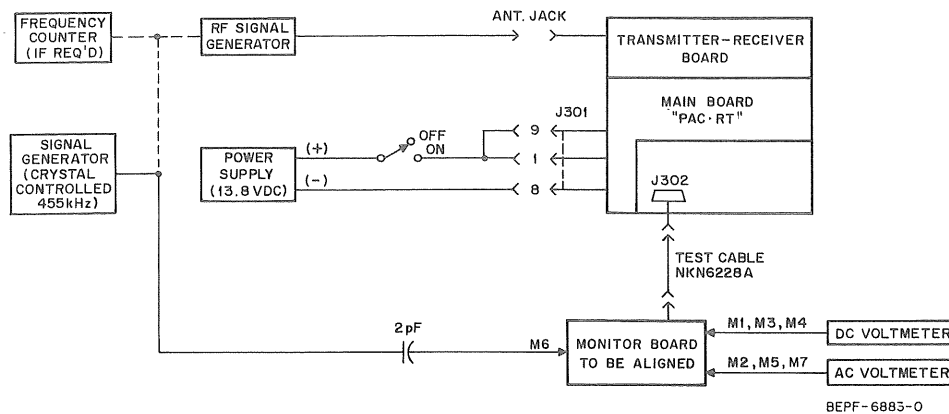 ANT. JACK
FREQUENCY
COUNTER
(IF REQ'D)
RF SIGNAL
GENERATOR
TRANSMITTER-RECEIVER
BOARD
MAIN BOARD
"PAC·RT"
J301
9
1
8
OFF
ON
(+)
(-)
SIGNAL
GENERATOR
(CRYSTAL
CONTROLLED
455kHz)
POWER
SUPPLY
(13.8 VDC)
J302
TEST CABLE
NKN6228A
2pF
M6
MONITOR BOARD
TO BE ALIGNED
M1, M3, M4
DC VOLTMETER
M2, M5, M7
AC VOLTMETER
BEPF-6883-O